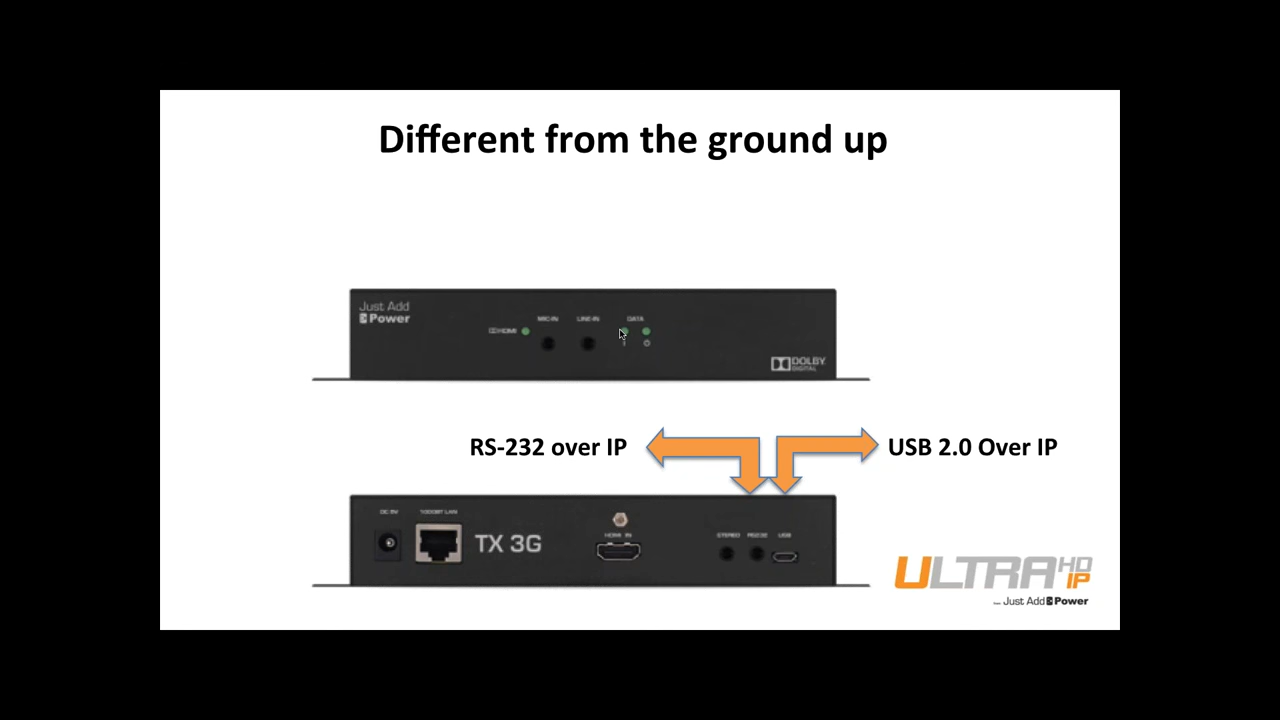 Different from the ground up
Just Add
Power
HDMI
MIC-IN
LINE-IN
DATA
DOLBY
DIGITAL
RS-232 over IP
USB 2.0 Over IP
DC 5V
1000BT LAN
TX 3G
HDMI IN
STEREO
RS232
USB
ULTRA HD
IP
Just Add Power